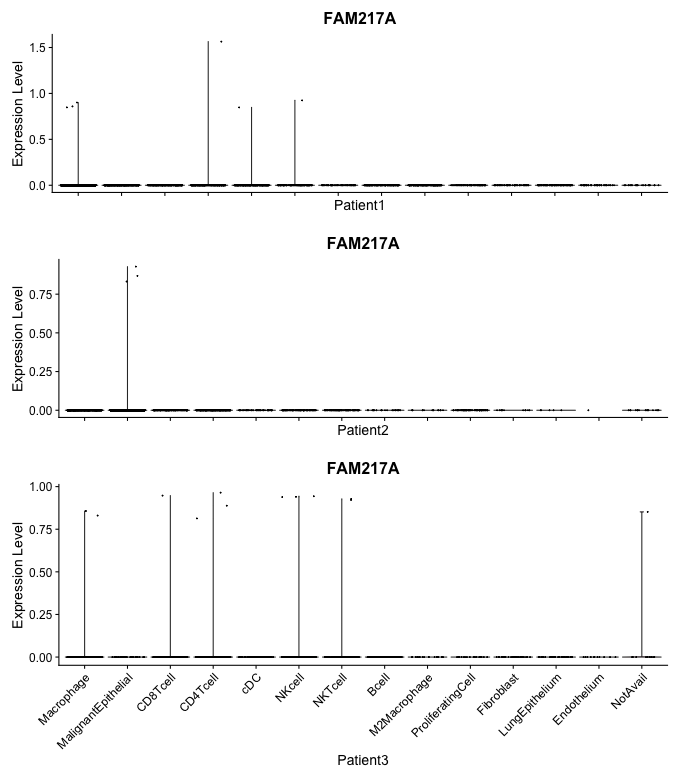 FAM217A
Expression Level
1.5
1.0
0.5
0.0
Patient1
FAM217A
Expression Level
0.75
0.50
0.25
0.00
Patient2
FAM217A
Expression Level
1.00
0.75
0.50
0.25
0.00
Macrophage
MalignantEpithelial
CD8Tcell
CD4Tcell
cDC
NKcell
NKTcell
Bcell
M2Macrophage
ProliferatingCell
Fibroblast
LungEpithelium
Endothelium
NotAvail
Patient3